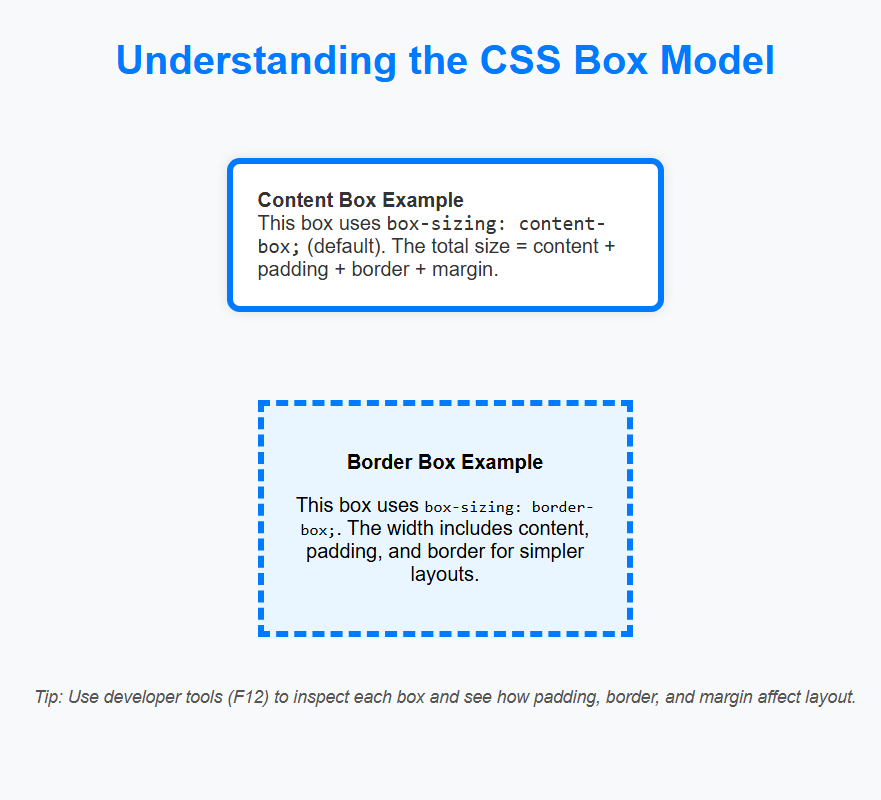 Understanding the CSS Box Model
Content Box Example
This box uses box-sizing: content-
box; (default). The total size = content +
padding + border + margin.
Border Box Example
This box uses box-sizing: border-
box;. The width includes content,
padding, and border for simpler
layouts.
Tip: Use developer tools (F12) to inspect each box and see how padding, border, and margin affect layout.